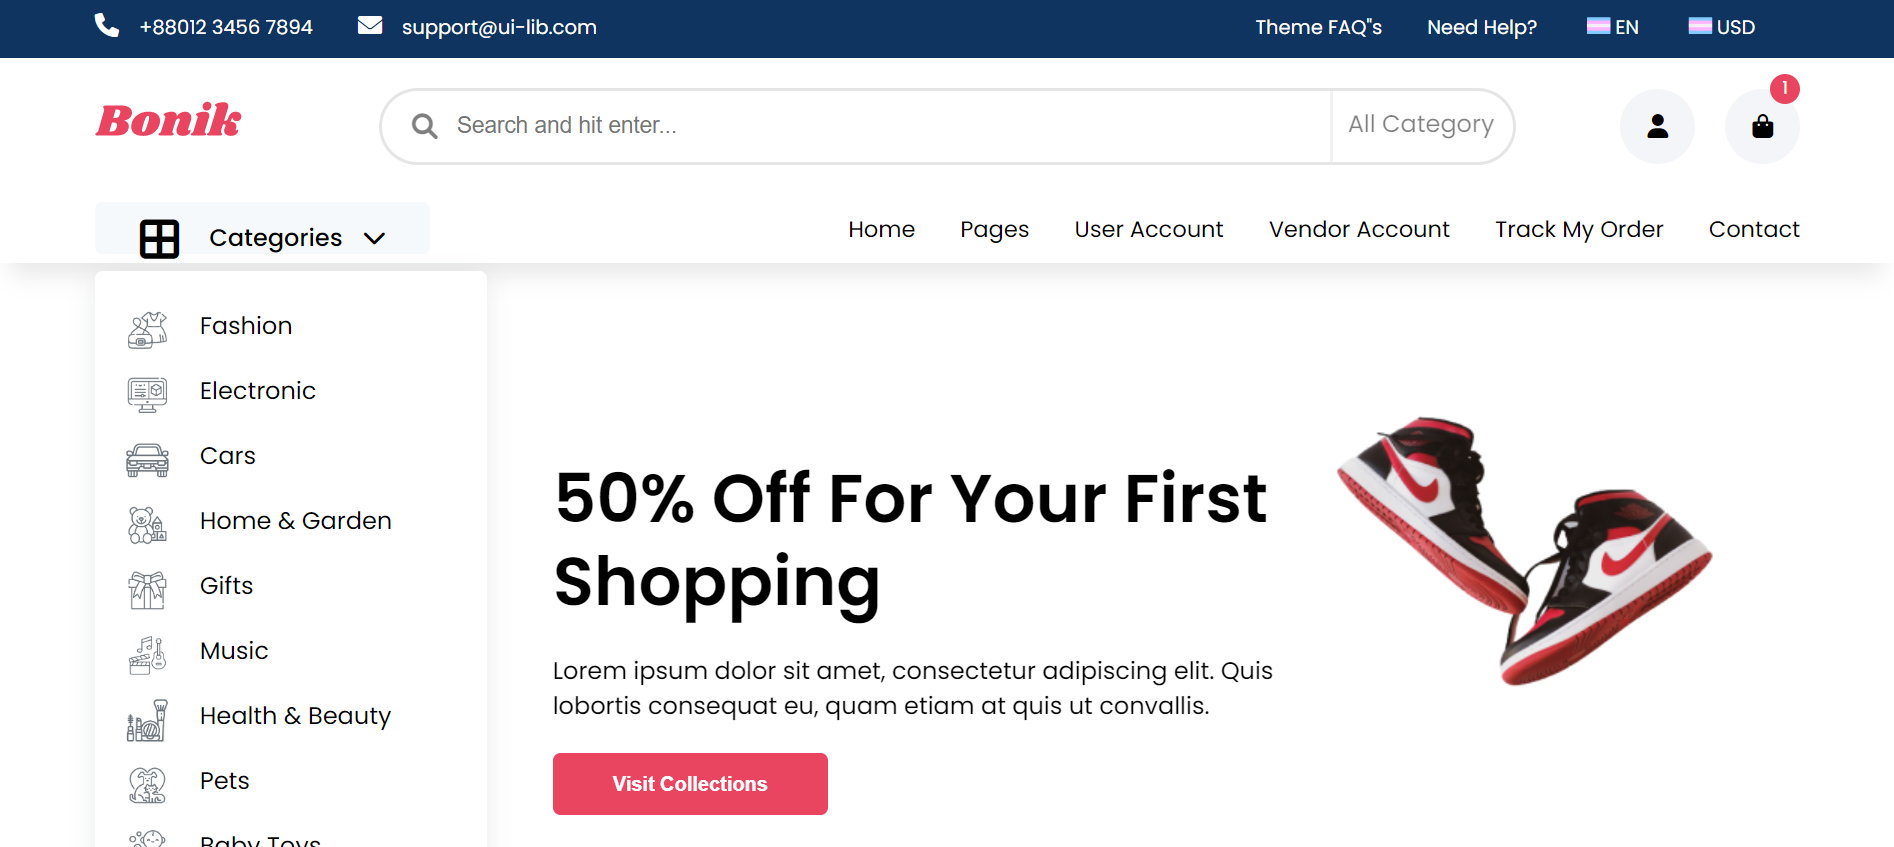 +88012 3456 7894 support@ui-lib.com Theme FAQ"s Need Help? EN USD
Bonik Search and hit enter... All Category 1
Categories Home Pages User Account Vendor Account Track My Order Contact
Fashion
Electronic
Cars
Home & Garden
Gifts
Music
Health & Beauty
Pets
Baby Toys
50% Off For Your First
Shopping
Lorem ipsum dolor sit amet, consectetur adipiscing elit. Quis
lobortis consequat eu, quam etiam at quis ut convallis.
Visit Collections